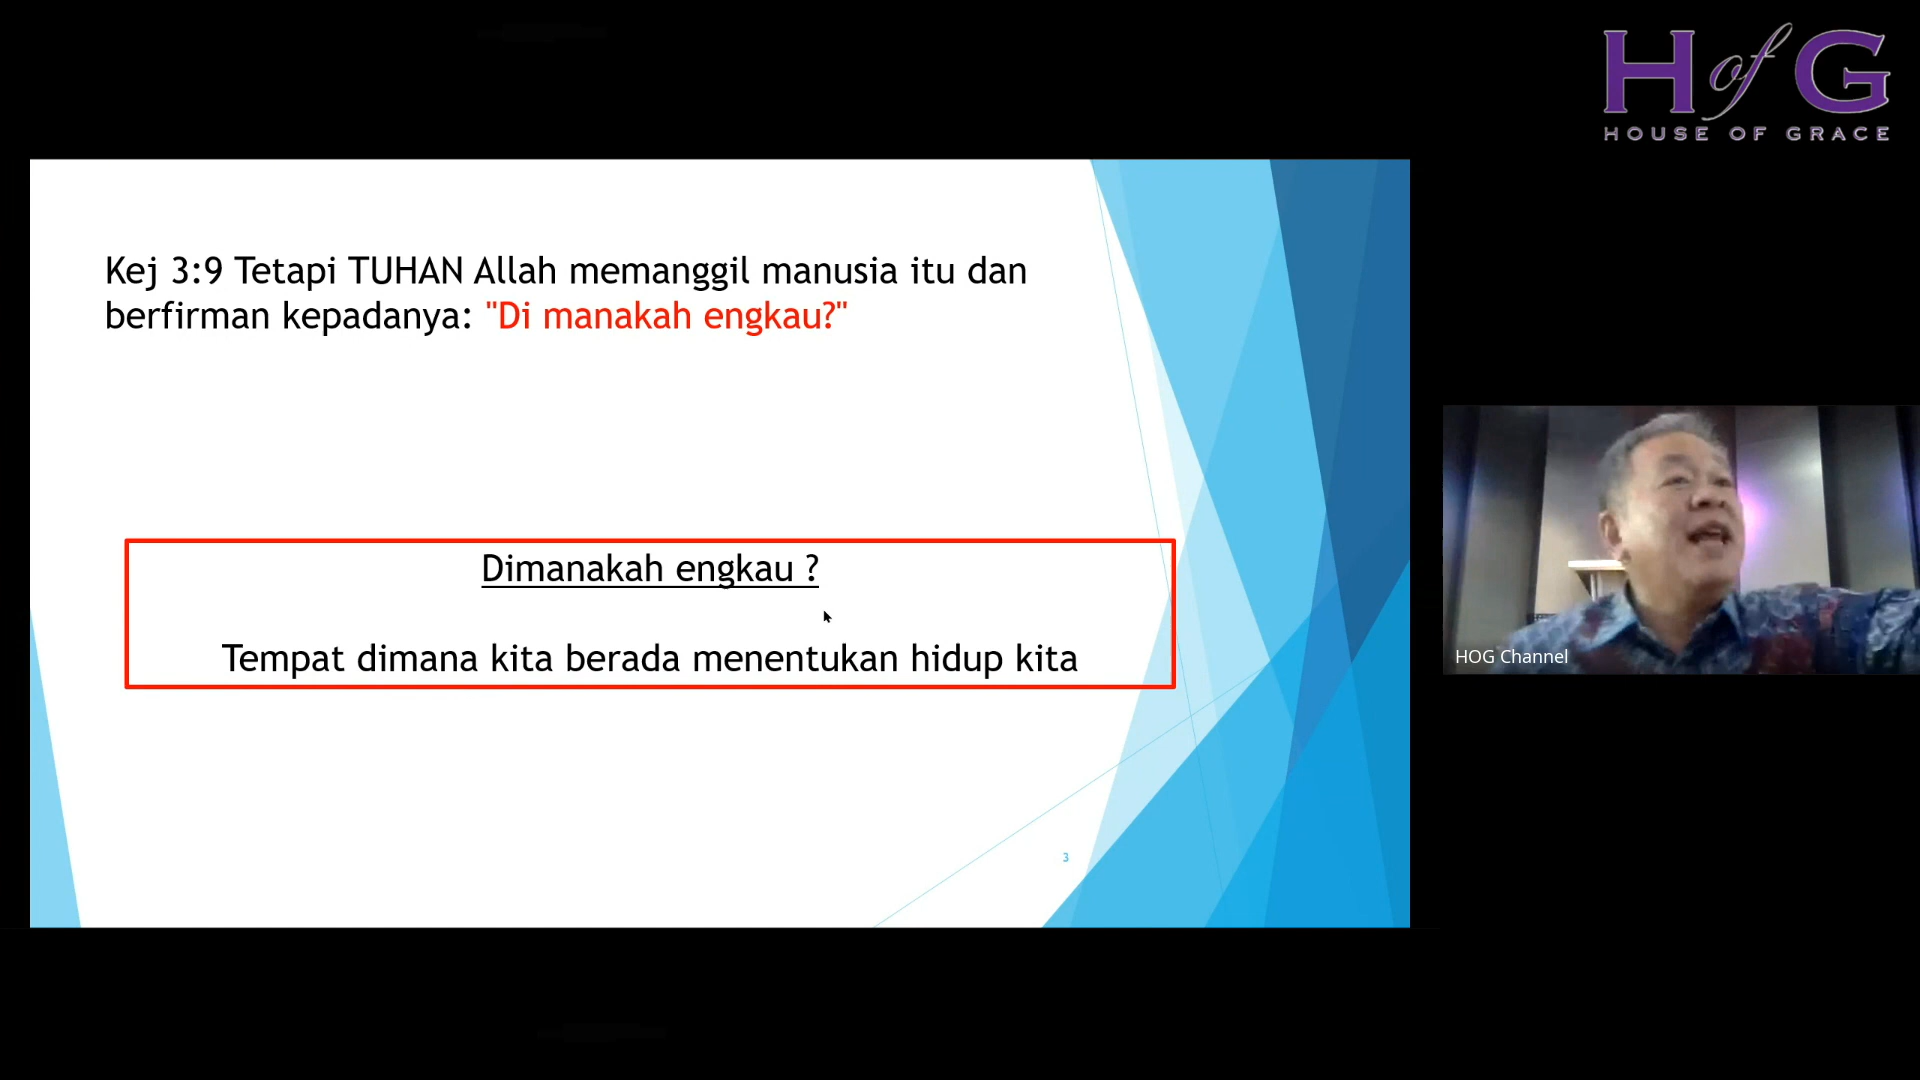 H of G
HOUSE OF GRACE
Kej 3:9 Tetapi TUHAN Allah memanggil manusia itu dan
berfirman kepadanya: "Di manakah engkau?"
Dimanakah engkau ?
Tempat dimana kita berada menentukan hidup kita
HOG Channel
3